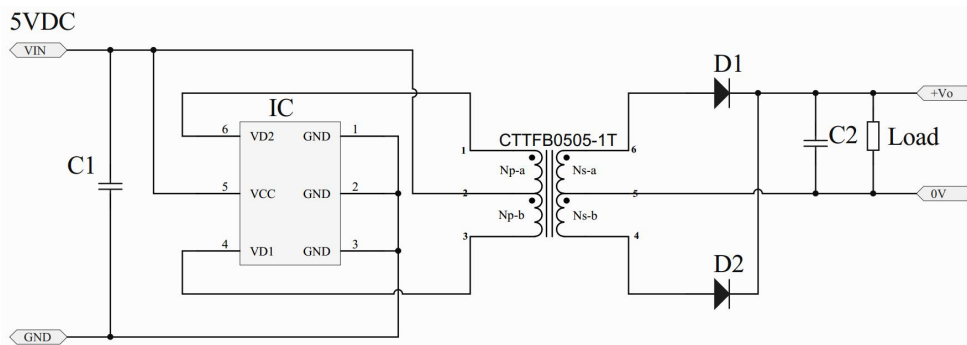 5VDC
VIN
D1
+Vo
IC
6 VD2 GND 1
CTTFB0505-1T
C1
1
6
C2
Load
Np-a
Ns-a
5 VCC GND 2
2
5
0V
Np-b
Ns-b
4 VD1 GND 3
3
4
D2
GND